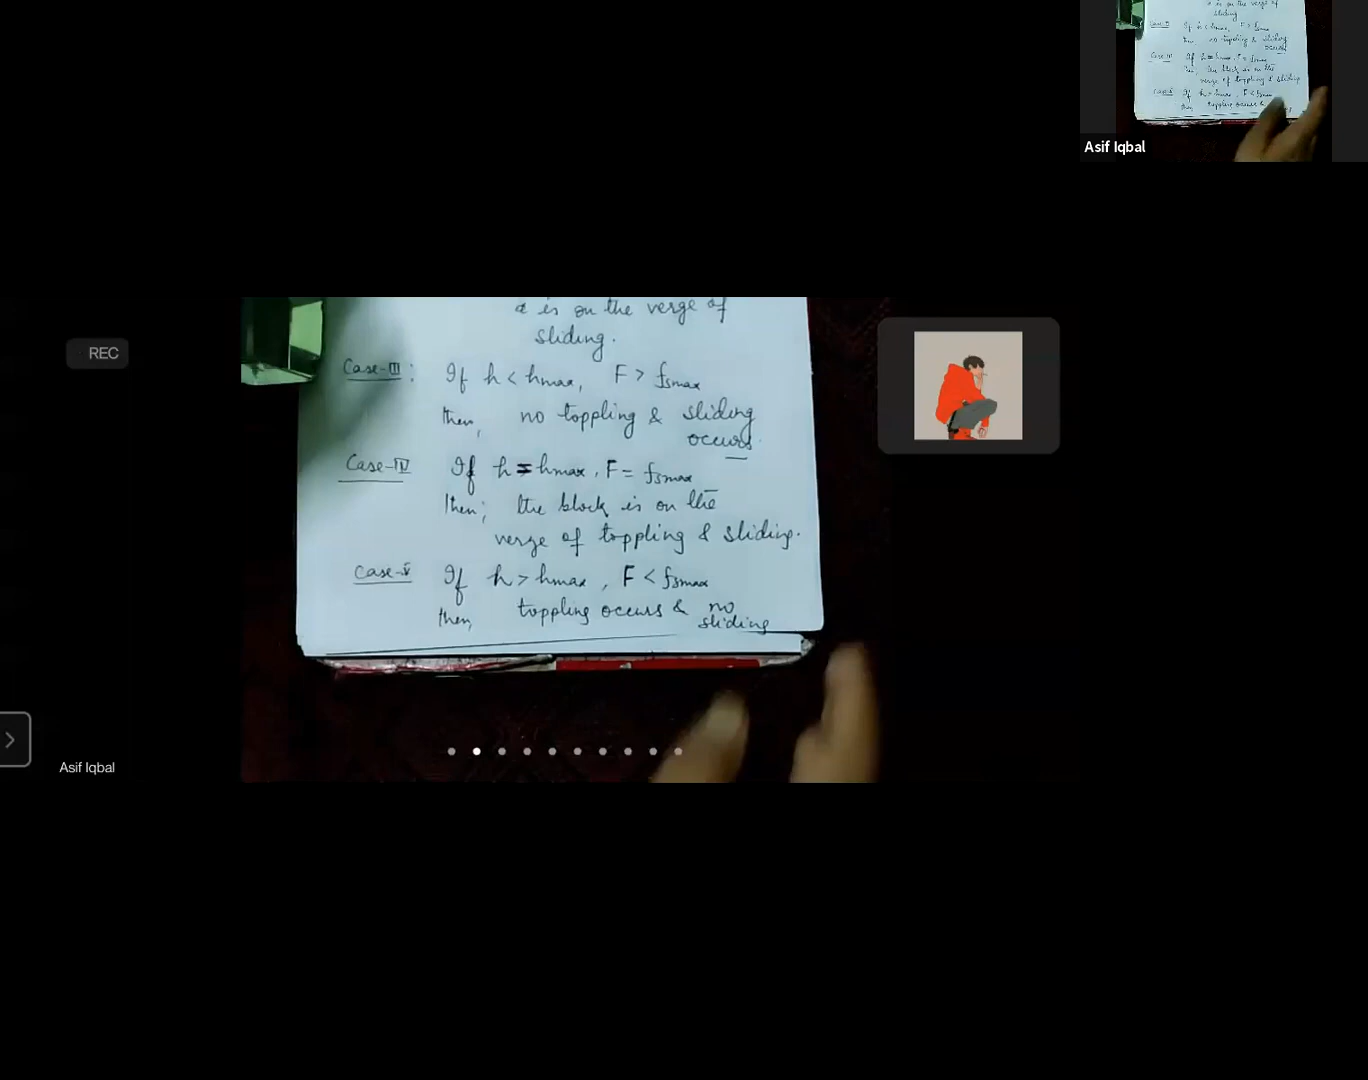 Asif Iqbal
REC
& is on the verge of
sliding.
Case-III: If h < hmax, F > fsmax
then, no toppling & sliding
occurs.
Case-IV If h = hmax, F = fsmax
then; the block is on the
verge of toppling & sliding.
Case-V If h > hmax, F < fsmax
then, toppling occurs & no
sliding
Asif Iqbal